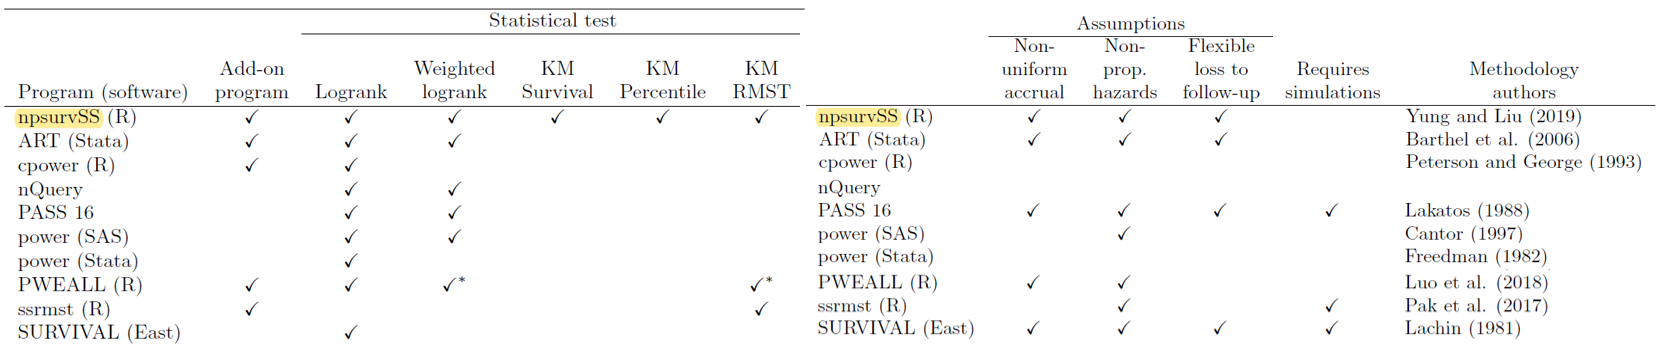 Statistical test
Add-on Weighted KM KM KM
Program (software) program Logrank logrank Survival Percentile RMST
npsurvSS (R) ✓ ✓ ✓ ✓ ✓ ✓
ART (Stata) ✓ ✓ ✓
cpower (R) ✓ ✓
nQuery ✓ ✓
PASS 16 ✓ ✓
power (SAS) ✓ ✓
power (Stata) ✓
PWEALL (R) ✓ ✓ ✓* ✓*
ssrmst (R) ✓ ✓
SURVIVAL (East) ✓
Assumptions
Non- Non- Flexible
uniform prop. loss to Requires Methodology
accrual hazards follow-up simulations authors
npsurvSS (R) ✓ ✓ ✓ Yung and Liu (2019)
ART (Stata) ✓ ✓ ✓ Barthel et al. (2006)
cpower (R) Peterson and George (1993)
nQuery
PASS 16 ✓ ✓ ✓ ✓ Lakatos (1988)
power (SAS) ✓ Cantor (1997)
power (Stata) Freedman (1982)
PWEALL (R) ✓ ✓ Luo et al. (2018)
ssrmst (R) ✓ ✓ Pak et al. (2017)
SURVIVAL (East) ✓ ✓ ✓ ✓ Lachin (1981)